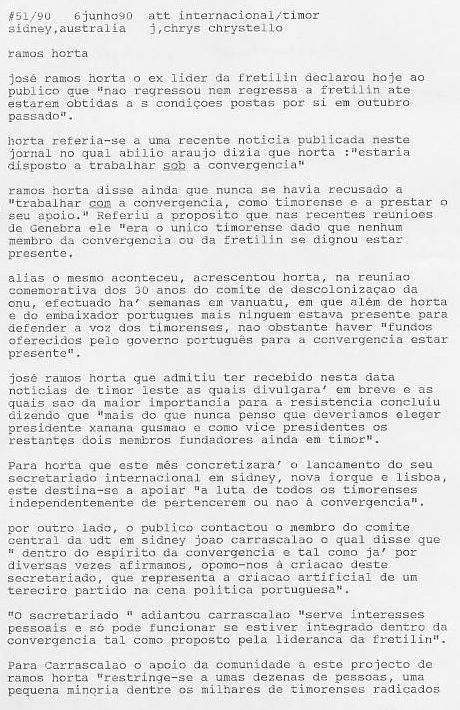 #51/90   6junho90  att internacional/timor
sidney,australia   j,chrys chrystello
ramos horta
josé ramos horta o ex lider da fretilin declarou hoje ao
publico que "nao regressou nem regressa a fretilin ate
estarem obtidas a s condiçoes postas por si em outubro
passado".
horta referia-se a uma recente noticia publicada neste
jornal no qual abilio araujo dizia que horta :"estaria
disposto a trabalhar sob a convergencia"
ramos horta disse ainda que nunca se havia recusado a
"trabalhar com a convergencia, como timorense e a prestar o
seu apoio." Referiu a proposito que nas recentes reunioes
de Genebra ele "era o unico timorense dado que nenhum
membro da convergencia ou da fretilin se dignou estar
presente.
alias o mesmo aconteceu, acrescentou horta, na reuniao
comemorativa dos 30 anos do comite de descolonizaçao da
onu, efectuado ha' semanas em vanuatu, em que além de horta
e do embaixador portugues mais ninguem estava presente para
defender a voz dos timorenses, nao obstante haver "fundos
oferecidos pelo governo português para a convergencia estar
presente".
josé ramos horta que admitiu ter recebido nesta data
noticias de timor leste as quais divulgara' em breve e as
quais sao da maior importancia para a resistencia concluiu
dizendo que "mais do que nunca penso que deveriamos eleger
presidente xanana gusmao e como vice presidentes os
restantes dois membros fundadores ainda em timor".
Para horta que este mês concretizara' o lancamento do seu
secretariado internacional em sidney, nova iorque e lisboa,
este destina-se a apoiar "a luta de todos os timorenses
independentemente de pertencerem ou nao à convergencia".
por outro lado, o publico contactou o membro do comite
central da udt em sidney joao carrascalao o qual disse que
" dentro do espirito da convergencia e tal como ja' por
diversas vezes afirmamos, opomo-nos à criacao deste
secretariado, que representa a criacao artificial de um
tereciro partido na cena politica portuguesa".
"O secretariado " adiantou carrascalao "serve interesses
pessoais e só pode funcionar se estiver integrado dentro da
convergencia tal como proposto pela lideranca da fretilin".
Para Carrascalao o apoio da comunidade a este projecto de
ramos horta "restringe-se a umas dezenas de pessoas, uma
pequena minoria dentre os milhares de timorenses radicados